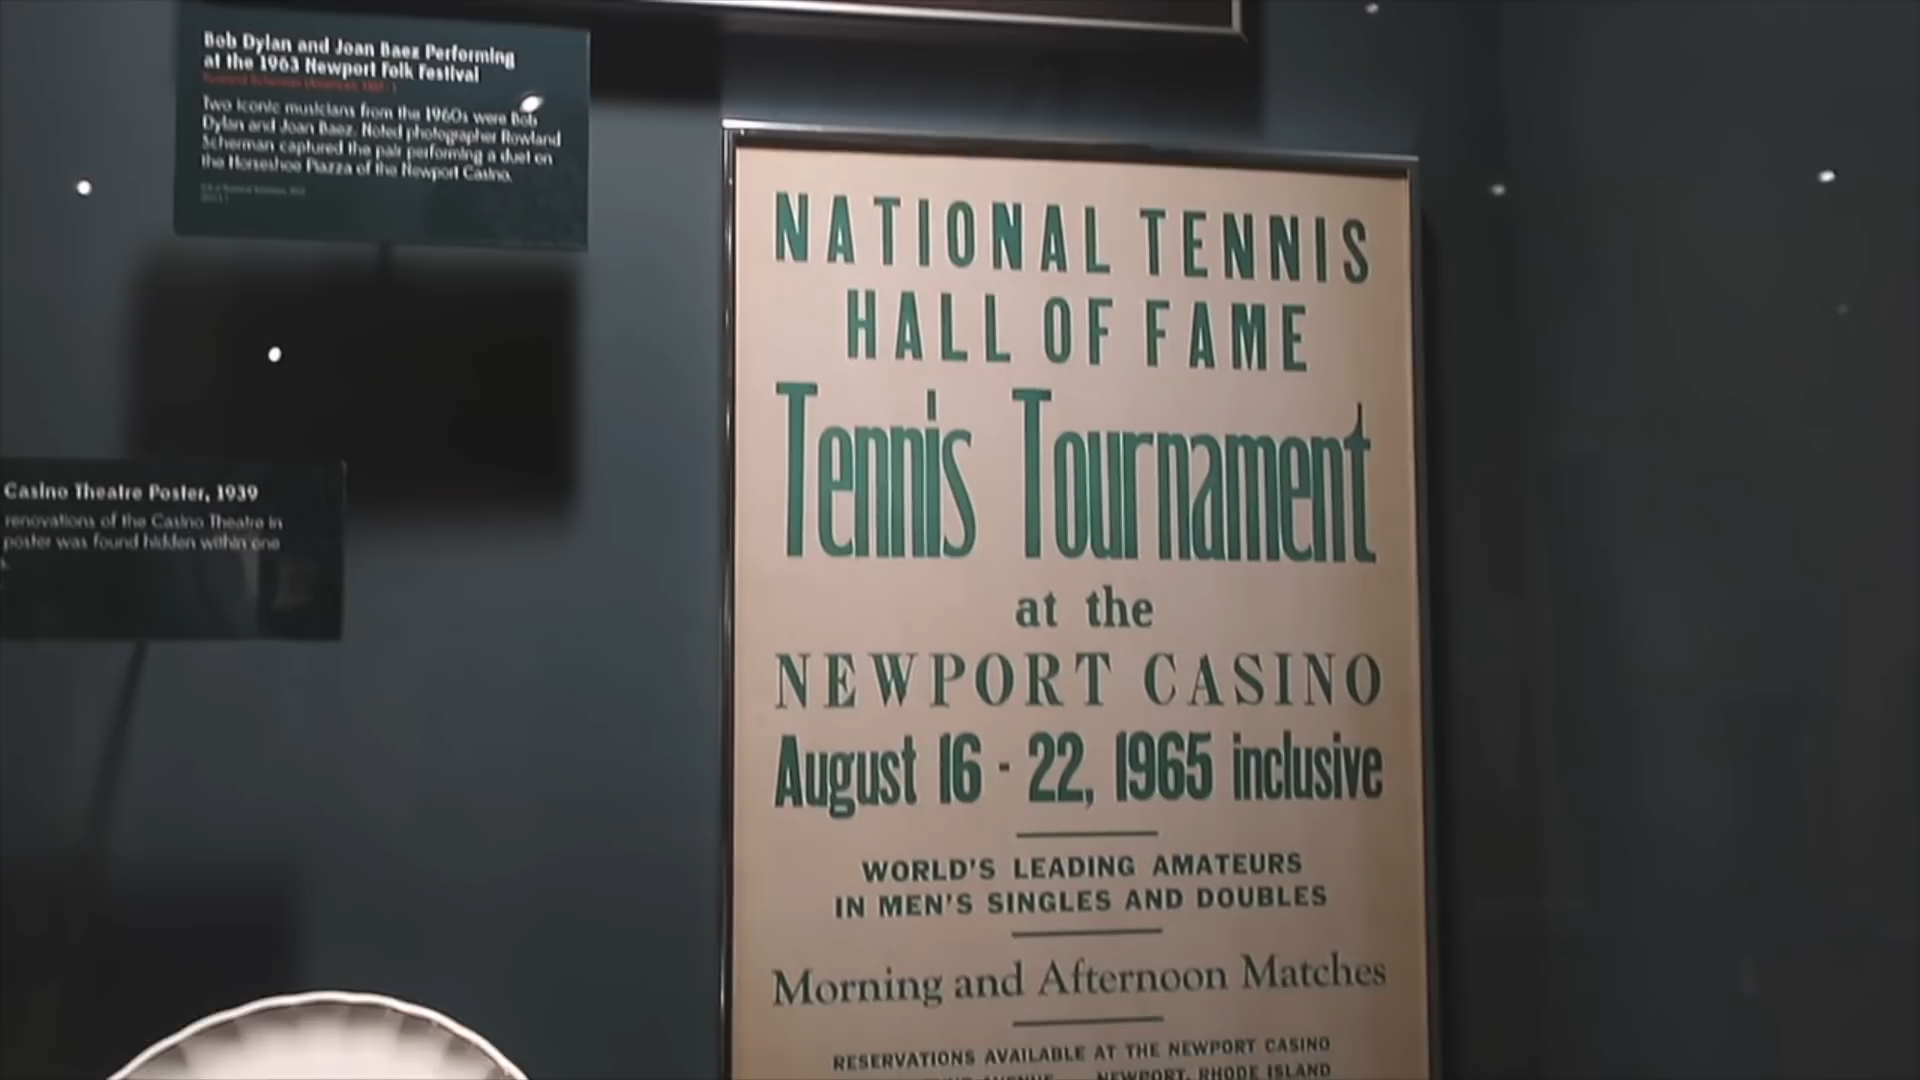 Bob Dylan and Joan Baez Performing
at the 1963 Newport Folk Festival
Two iconic musicians from the 1960s were Bob
Dylan and Joan Baez. Noted photographer Rowland
Scherman captured the pair performing a duet on
the Horseshoe Piazza of the Newport Casino.
Casino Theatre Poster, 1939
renovations of the Casino Theatre in
poster was found hidden within one
NATIONAL TENNIS
HALL OF FAME
Tennis Tournament
at the
NEWPORT CASINO
August 16 - 22, 1965 inclusive
WORLD'S LEADING AMATEURS
IN MEN'S SINGLES AND DOUBLES
Morning and Afternoon Matches
RESERVATIONS AVAILABLE AT THE NEWPORT CASINO
NEWPORT, RHODE ISLAND